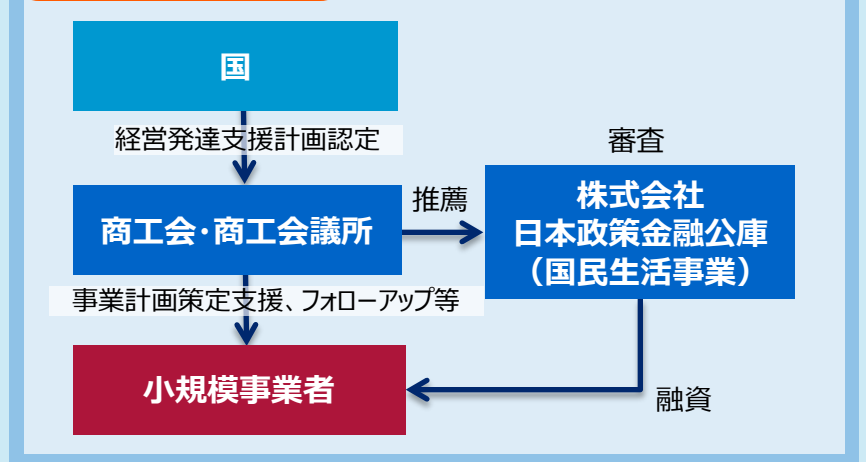 国
経営発達支援計画認定
審査
商工会・商工会議所
推薦
株式会社
日本政策金融公庫
（国民生活事業）
事業計画策定支援、フォローアップ等
小規模事業者
融資